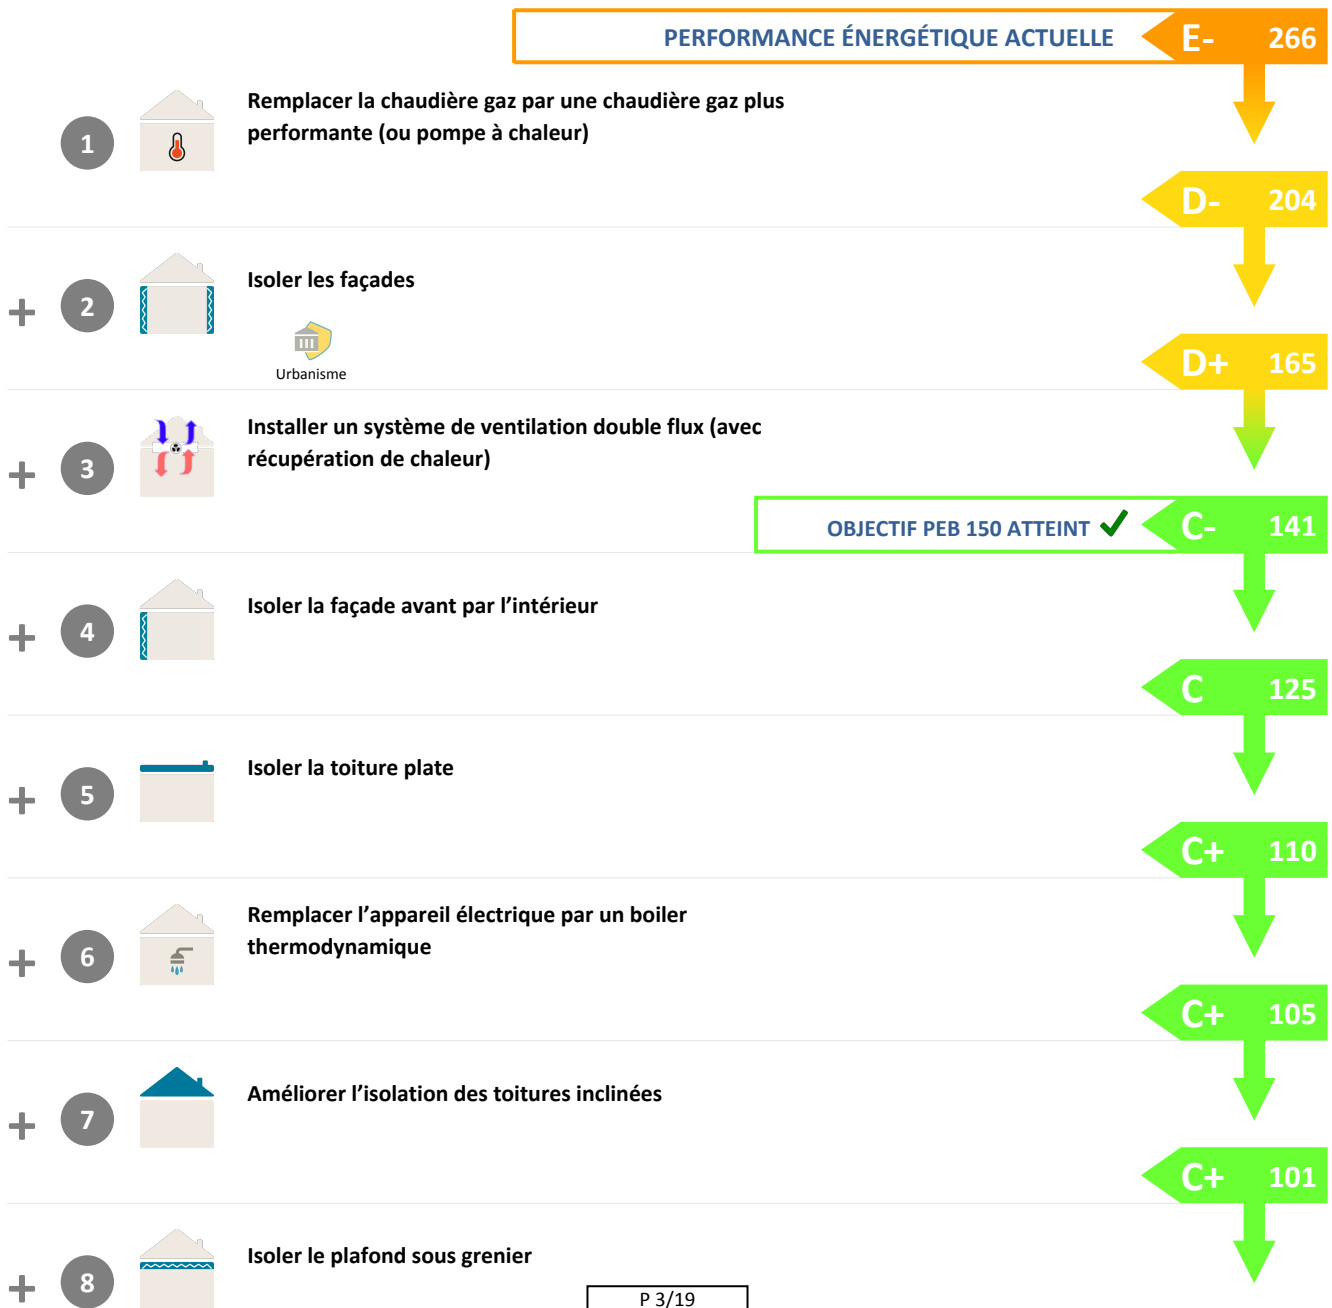 PERFORMANCE ÉNERGÉTIQUE ACTUELLE E- 266
1 Remplacer la chaudière gaz par une chaudière gaz plus
performante (ou pompe à chaleur)
D- 204
+ 2 Isoler les façades
Urbanisme
D+ 165
+ 3 Installer un système de ventilation double flux (avec
récupération de chaleur)
OBJECTIF PEB 150 ATTEINT ✓ C- 141
+ 4 Isoler la façade avant par l’intérieur
C 125
+ 5 Isoler la toiture plate
C+ 110
+ 6 Remplacer l’appareil électrique par un boiler
thermodynamique
C+ 105
+ 7 Améliorer l’isolation des toitures inclinées
C+ 101
+ 8 Isoler le plafond sous grenier
P 3/19